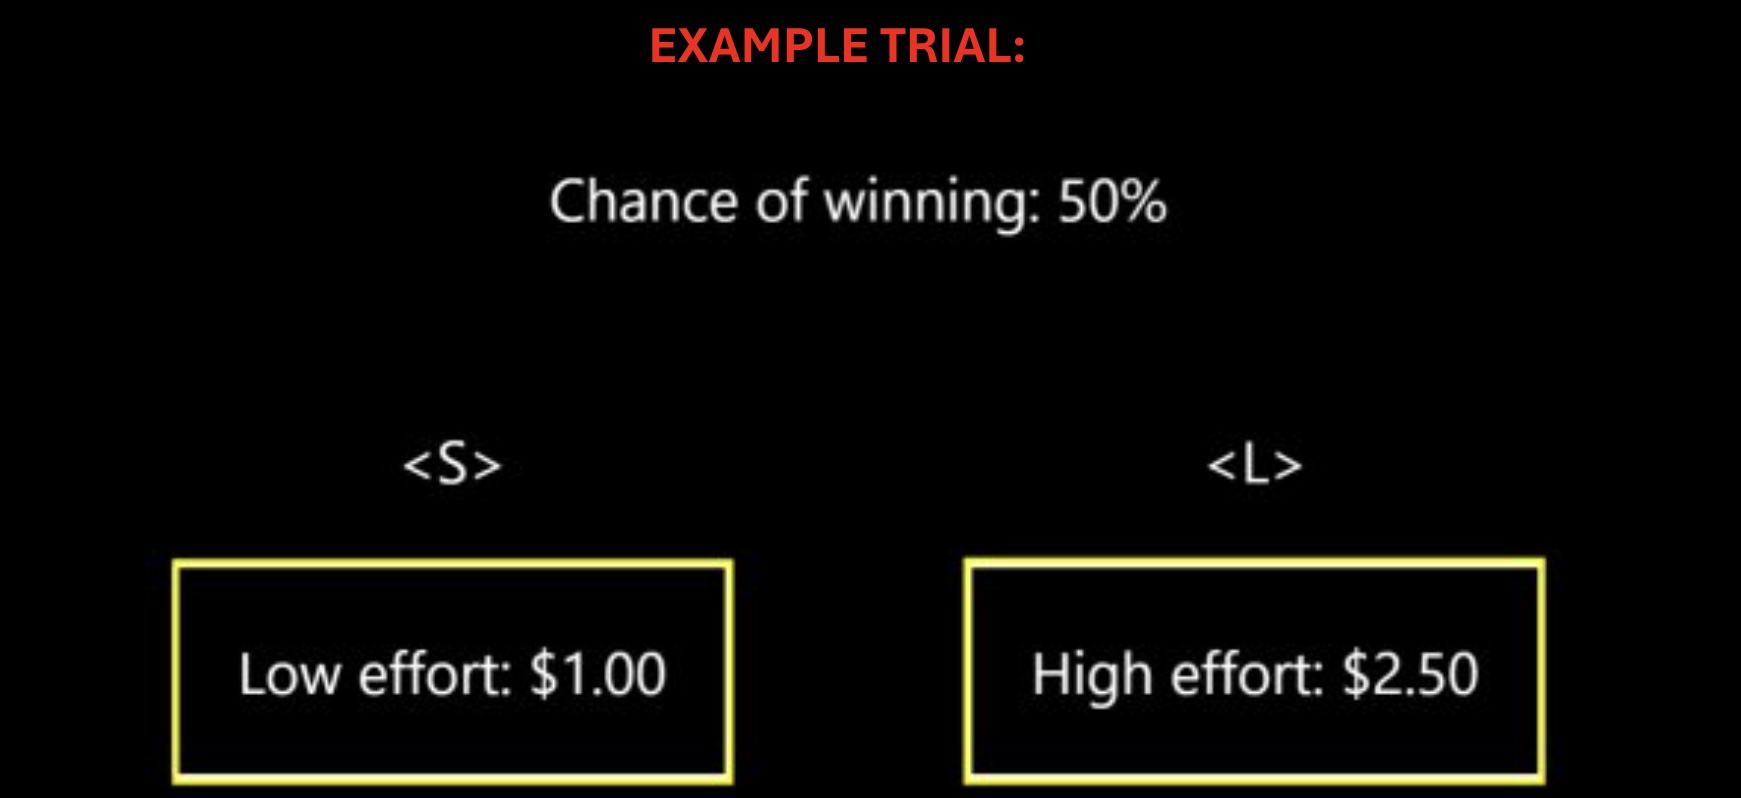 EXAMPLE TRIAL:
Chance of winning: 50%
<S> <L>
Low effort: $1.00
High effort: $2.50